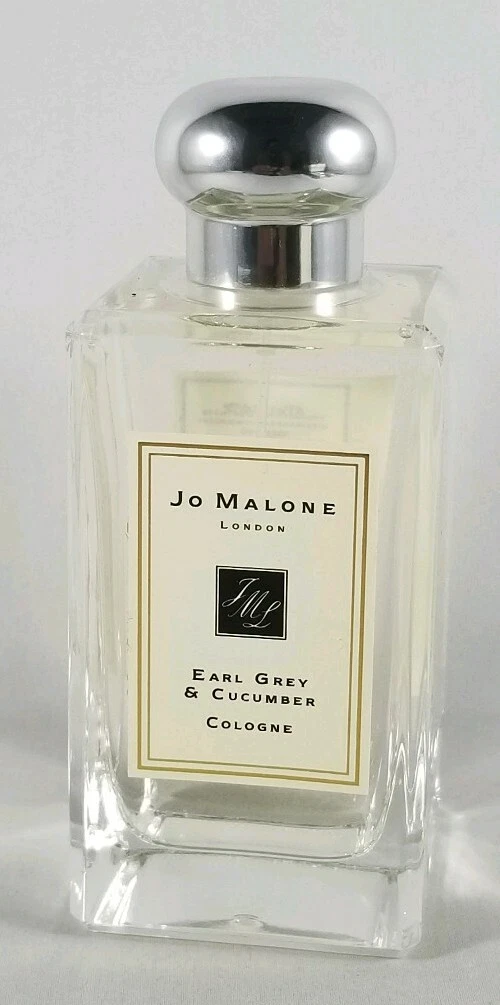 Jo Malone
London
JML
Earl Grey
& Cucumber
Cologne